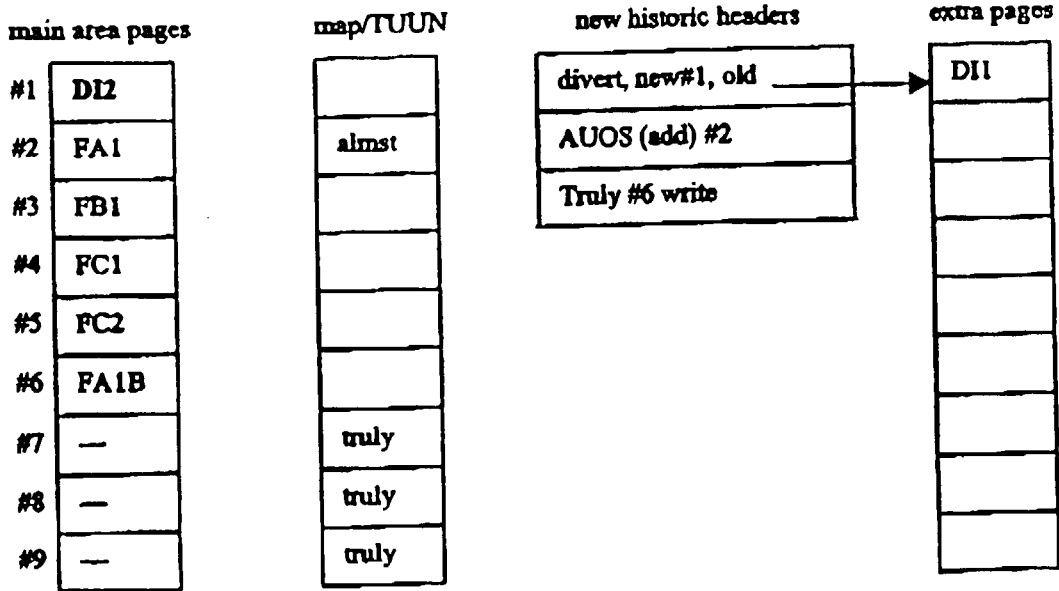 main area pages
map/TUUN
new historic headers
extra pages
#1 DI2
#2 FA1
#3 FB1
#4 FC1
#5 FC2
#6 FA1B
#7 —
#8 —
#9 —
almst
truly
truly
truly
divert, new#1, old
AUOS (add) #2
Truly #6 write
DI1